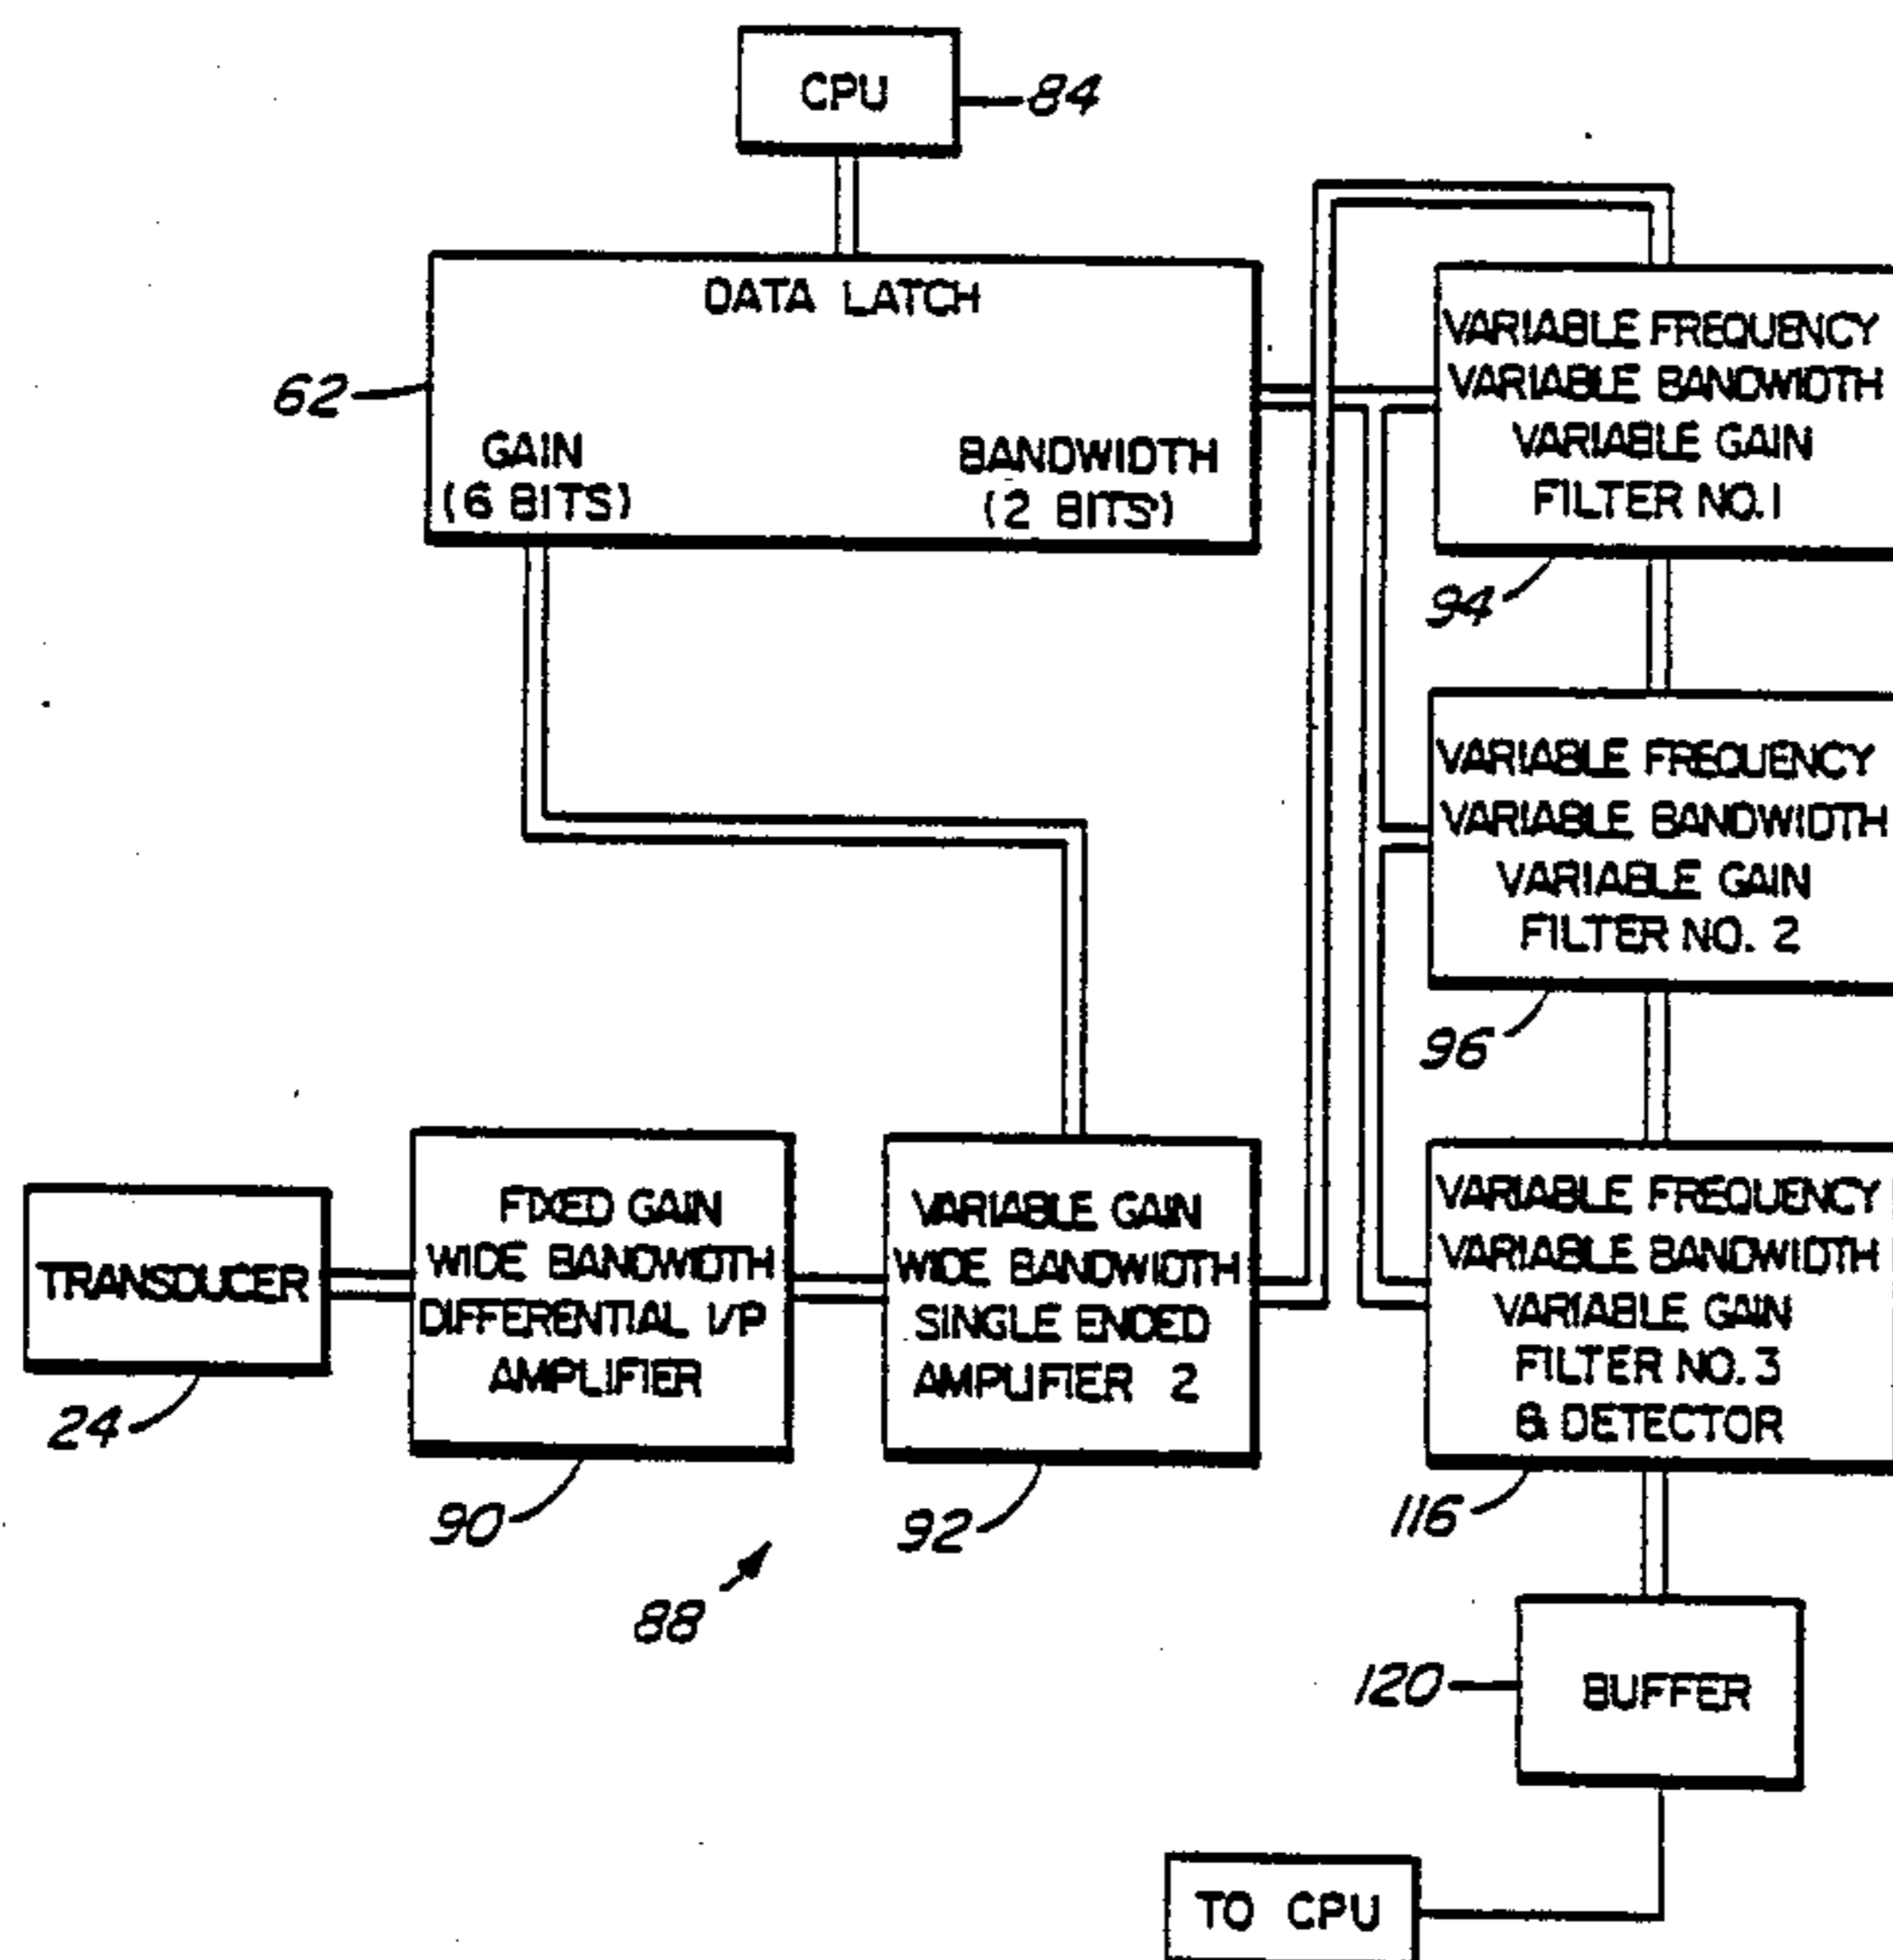 CPU
84
DATA LATCH
62
GAIN
(6 BITS)
BANDWIDTH
(2 BITS)
VARIABLE FREQUENCY
VARIABLE BANDWIDTH
VARIABLE GAIN
FILTER NO.1
94
VARIABLE FREQUENCY
VARIABLE BANDWIDTH
VARIABLE GAIN
FILTER NO. 2
96
TRANSDUCER
24
FIXED GAIN
WIDE BANDWIDTH
DIFFERENTIAL I/P
AMPLIFIER
90
VARIABLE GAIN
WIDE BANDWIDTH
SINGLE ENDED
AMPLIFIER 2
92
88
VARIABLE FREQUENCY
VARIABLE BANDWIDTH
VARIABLE GAIN
FILTER NO. 3
& DETECTOR
116
120
BUFFER
TO CPU